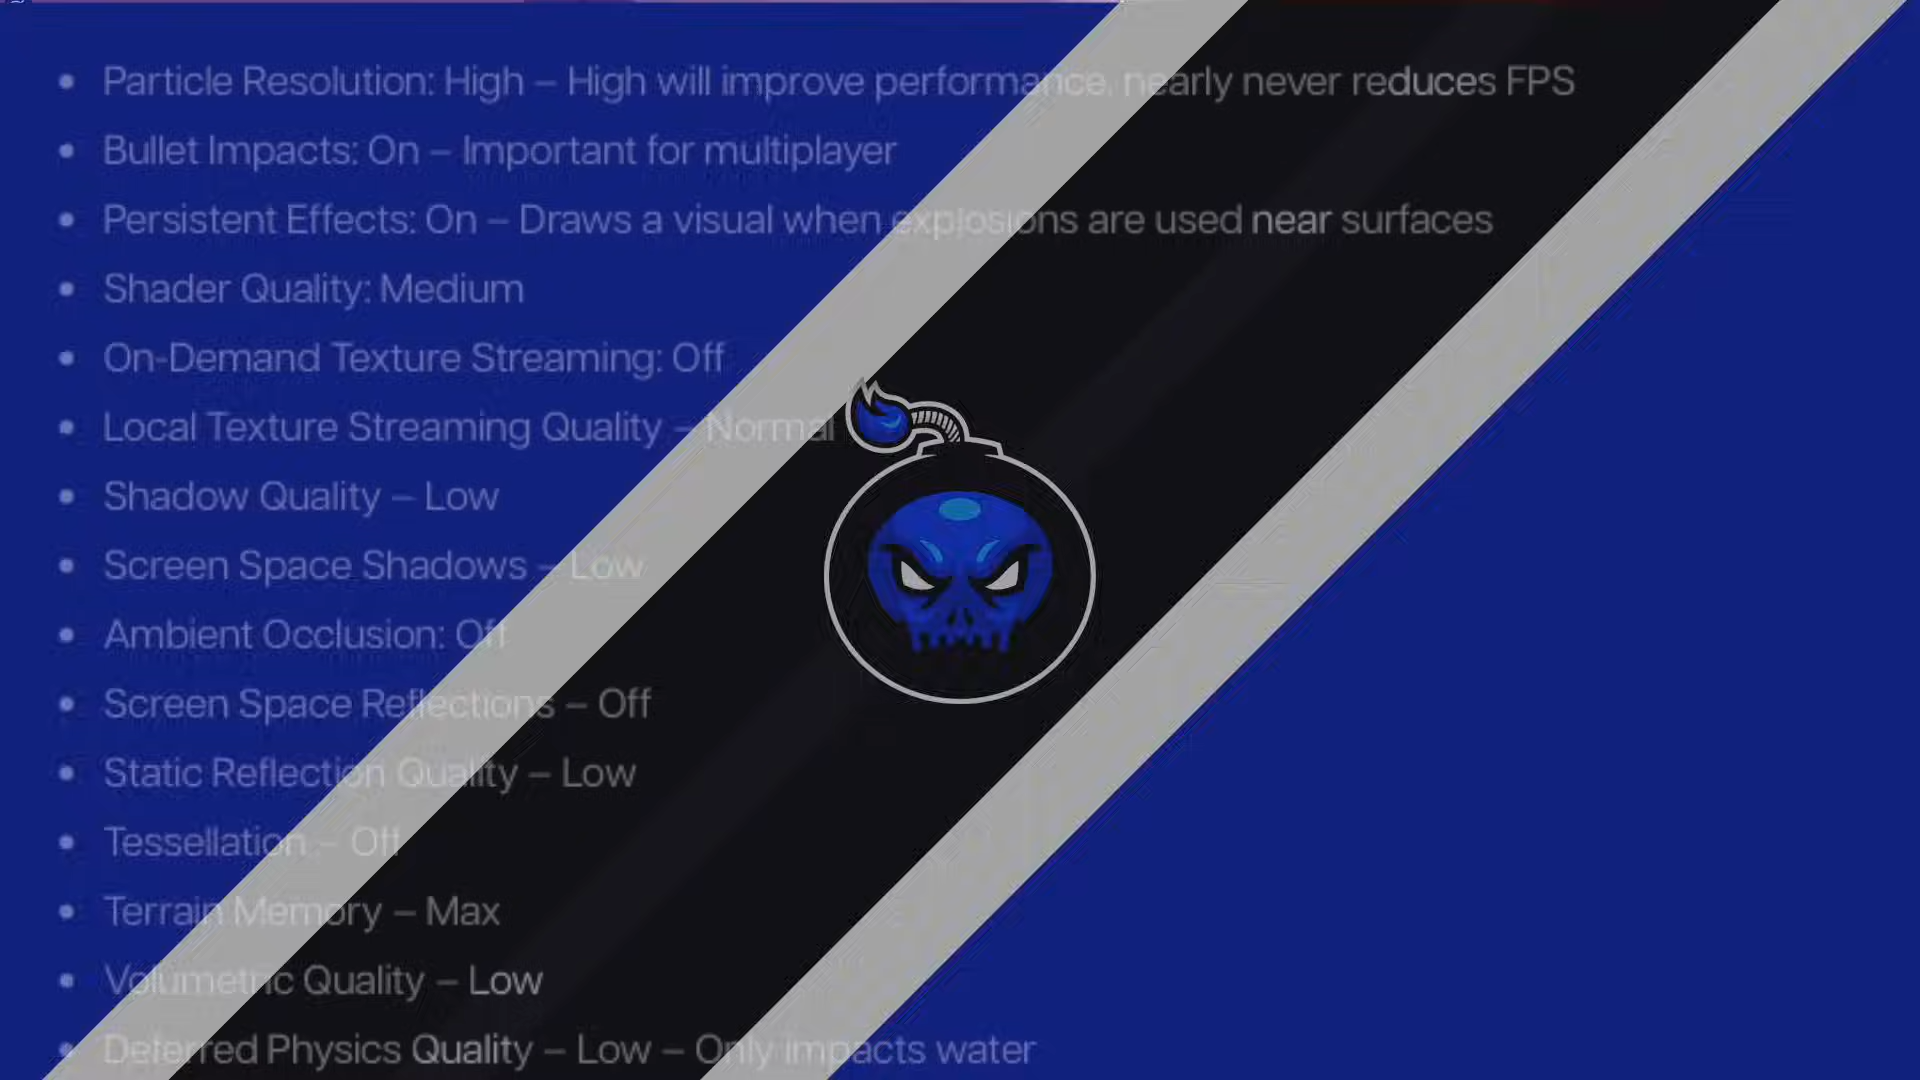 • Particle Resolution: High – High will improve performance, nearly never reduces FPS
• Bullet Impacts: On – Important for multiplayer
• Persistent Effects: On – Draws a visual when explosions are used near surfaces
• Shader Quality: Medium
• On-Demand Texture Streaming: Off
• Local Texture Streaming Quality – Normal
• Shadow Quality – Low
• Screen Space Shadows – Low
• Ambient Occlusion: Off
• Screen Space Reflections – Off
• Static Reflection Quality – Low
• Tessellation – Off
• Terrain Memory – Max
• Volumetric Quality – Low
• Deferred Physics Quality – Low – Only impacts water